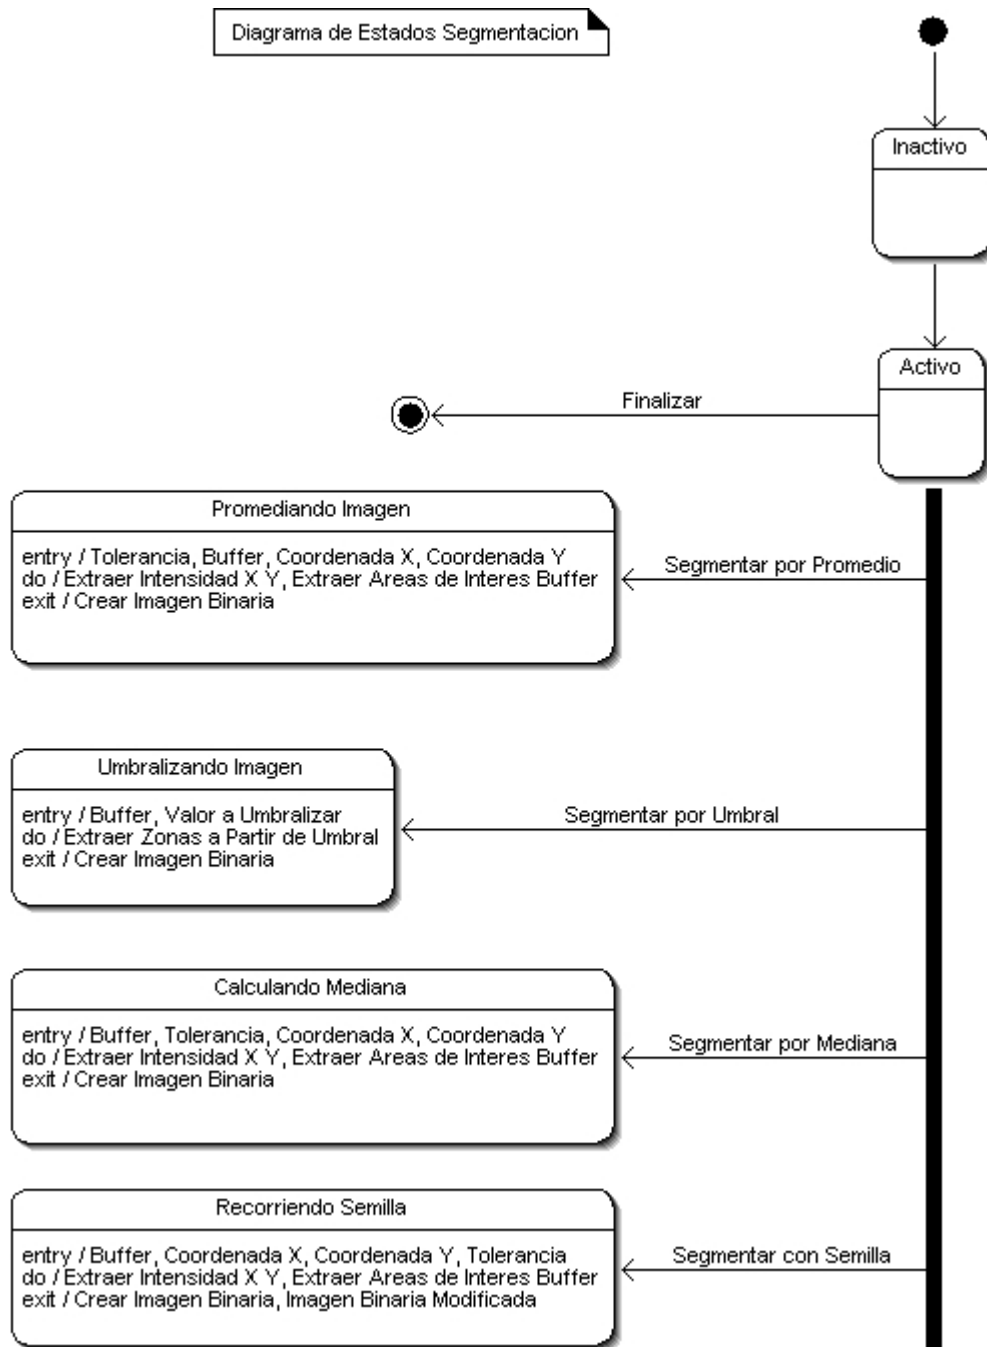 Diagrama de Estados Segmentacion
Inactivo
Activo
Finalizar
Promediando Imagen
entry / Tolerancia, Buffer, Coordenada X, Coordenada Y
do / Extraer Intensidad X Y, Extraer Areas de Interes Buffer
exit / Crear Imagen Binaria
Segmentar por Promedio
Umbralizando Imagen
entry / Buffer, Valor a Umbralizar
do / Extraer Zonas a Partir de Umbral
exit / Crear Imagen Binaria
Segmentar por Umbral
Calculando Mediana
entry / Buffer, Tolerancia, Coordenada X, Coordenada Y
do / Extraer Intensidad X Y, Extraer Areas de Interes Buffer
exit / Crear Imagen Binaria
Segmentar por Mediana
Recorriendo Semilla
entry / Buffer, Coordenada X, Coordenada Y, Tolerancia
do / Extraer Intensidad X Y, Extraer Areas de Interes Buffer
exit / Crear Imagen Binaria, Imagen Binaria Modificada
Segmentar con Semilla